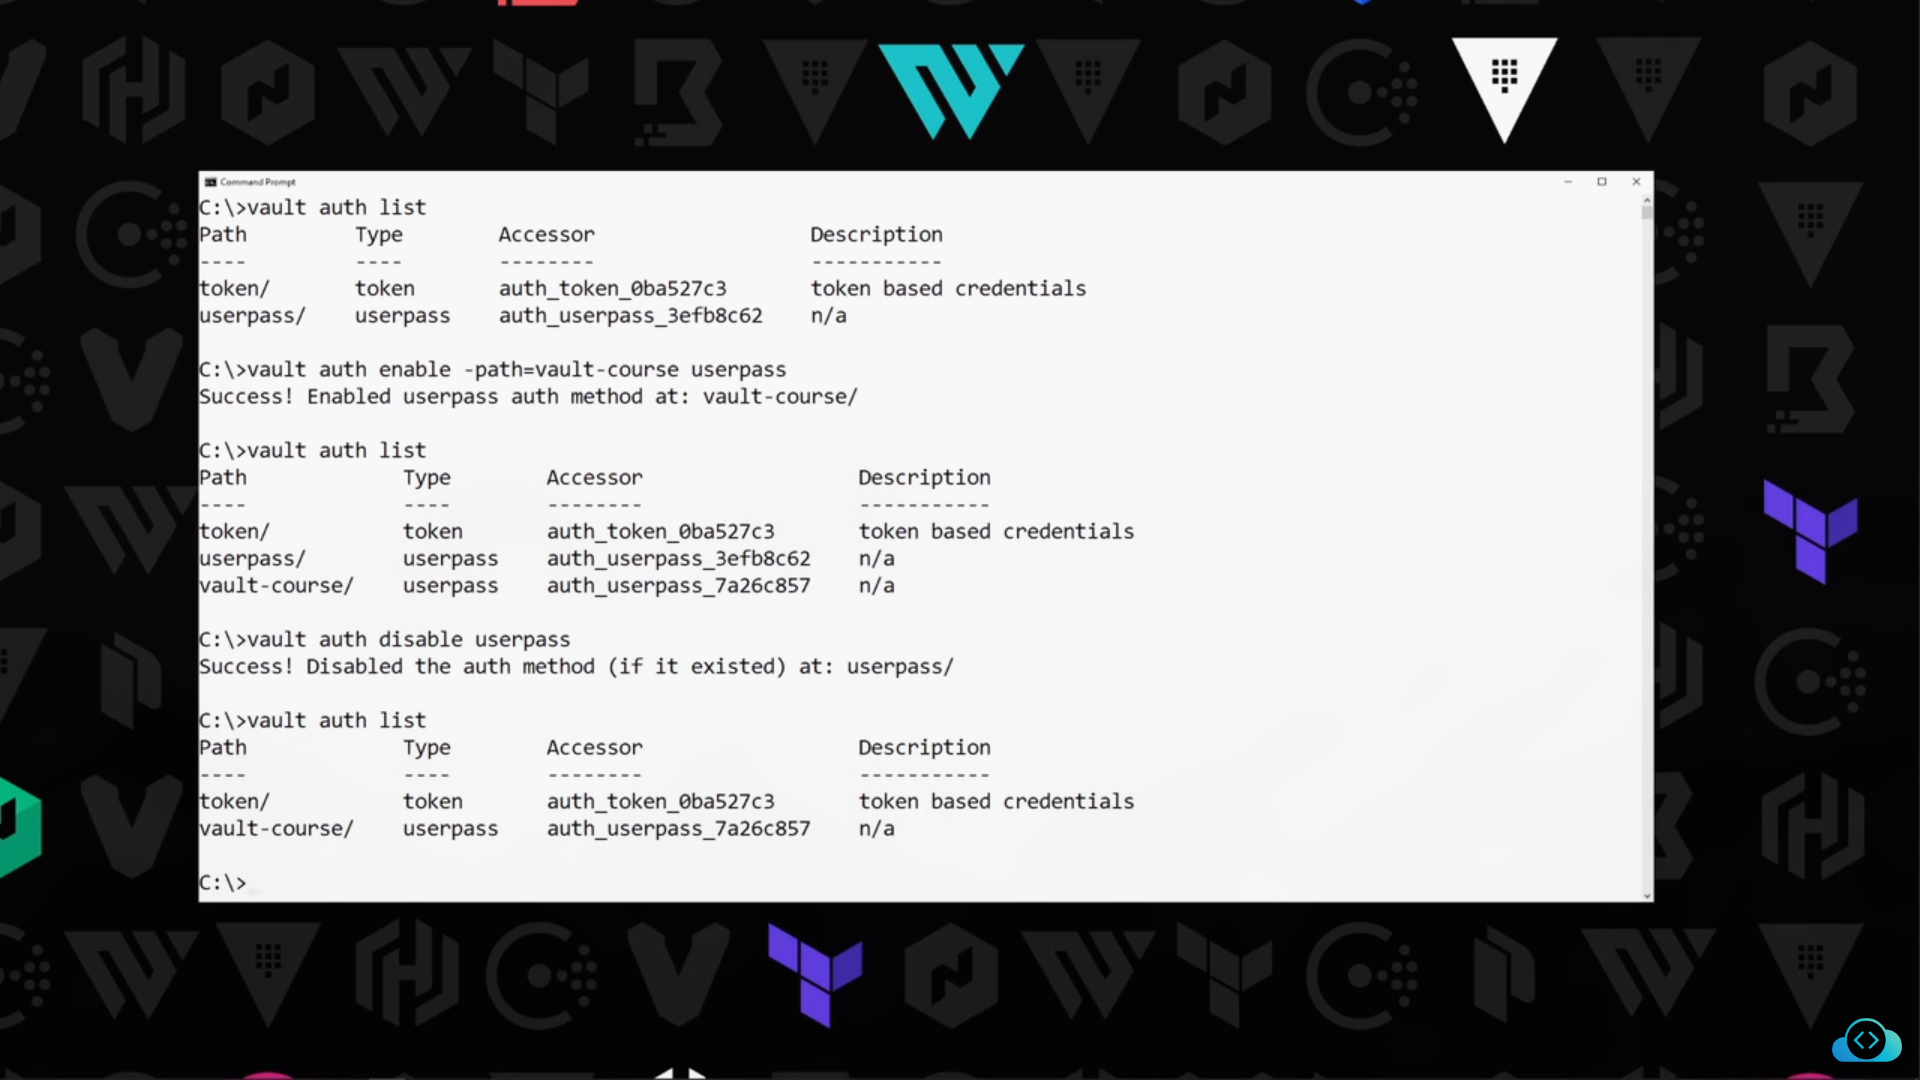 Command Prompt
C:\>vault auth list
Path Type Accessor Description
---- ---- -------- -----------
token/ token auth_token_0ba527c3 token based credentials
userpass/ userpass auth_userpass_3efb8c62 n/a
C:\>vault auth enable -path=vault-course userpass
Success! Enabled userpass auth method at: vault-course/
C:\>vault auth list
Path Type Accessor Description
---- ---- -------- -----------
token/ token auth_token_0ba527c3 token based credentials
userpass/ userpass auth_userpass_3efb8c62 n/a
vault-course/ userpass auth_userpass_7a26c857 n/a
C:\>vault auth disable userpass
Success! Disabled the auth method (if it existed) at: userpass/
C:\>vault auth list
Path Type Accessor Description
---- ---- -------- -----------
token/ token auth_token_0ba527c3 token based credentials
vault-course/ userpass auth_userpass_7a26c857 n/a
C:\>